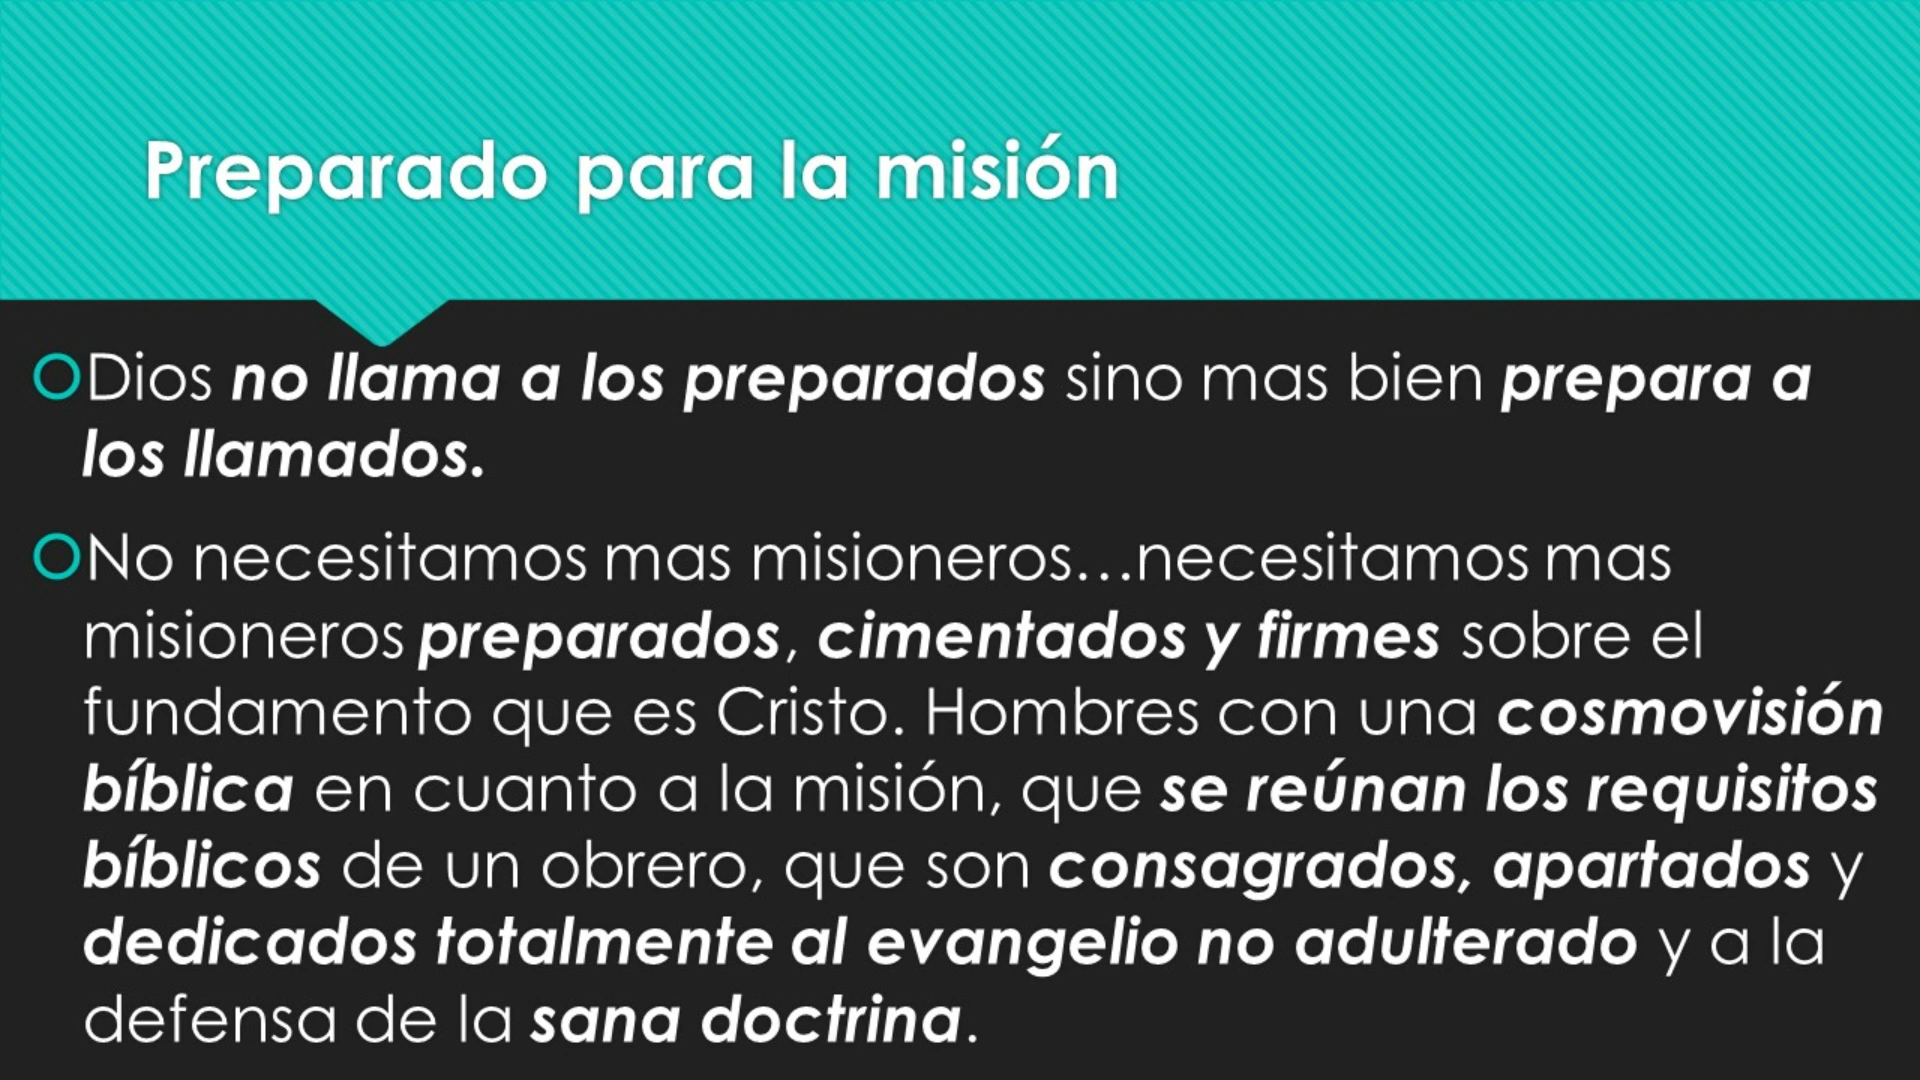 Preparado para la misión
Dios no llama a los preparados sino mas bien prepara a
los llamados.
No necesitamos mas misioneros…necesitamos mas
misioneros preparados, cimentados y firmes sobre el
fundamento que es Cristo. Hombres con una cosmovisión
bíblica en cuanto a la misión, que se reúnan los requisitos
bíblicos de un obrero, que son consagrados, apartados y
dedicados totalmente al evangelio no adulterado y a la
defensa de la sana doctrina.